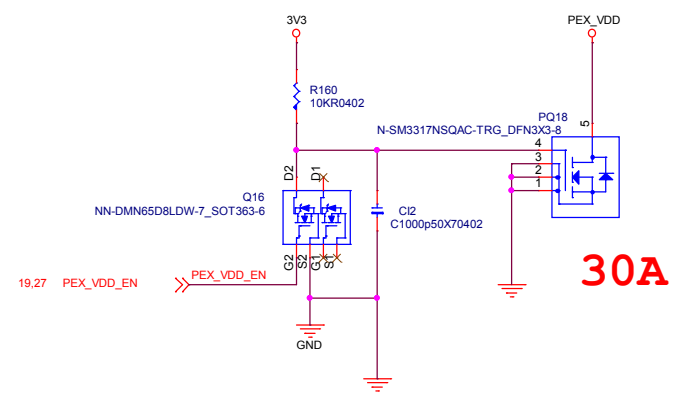 3V3
PEX_VDD
R160
10KR0402
PQ18
N-SM3317NSQAC-TRG_DFN3X3-8
5
4
3
2
1
D2
D1
Q16
NN-DMN65D8LDW-7_SOT363-6
CI2
C1000p50X70402
G2
S2
G1
S1
30A
19,27 PEX_VDD_EN
PEX_VDD_EN
GND